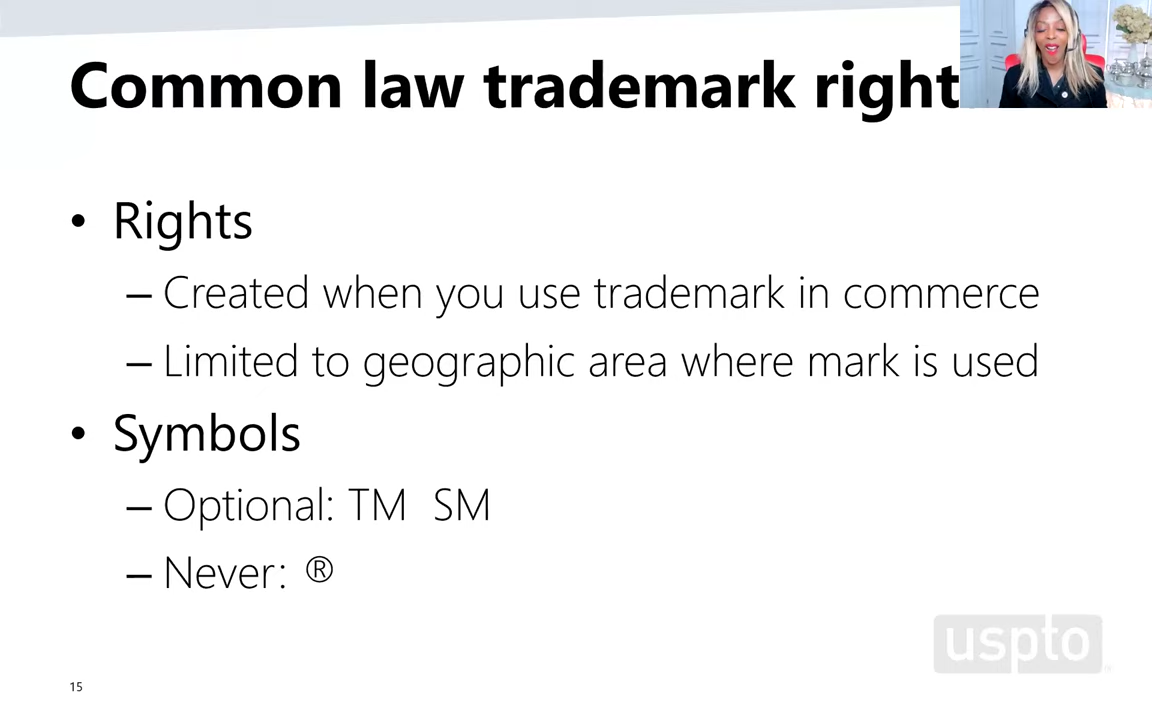 Common law trademark right
• Rights
– Created when you use trademark in commerce
– Limited to geographic area where mark is used
• Symbols
– Optional: TM SM
– Never: ®
uspto
15